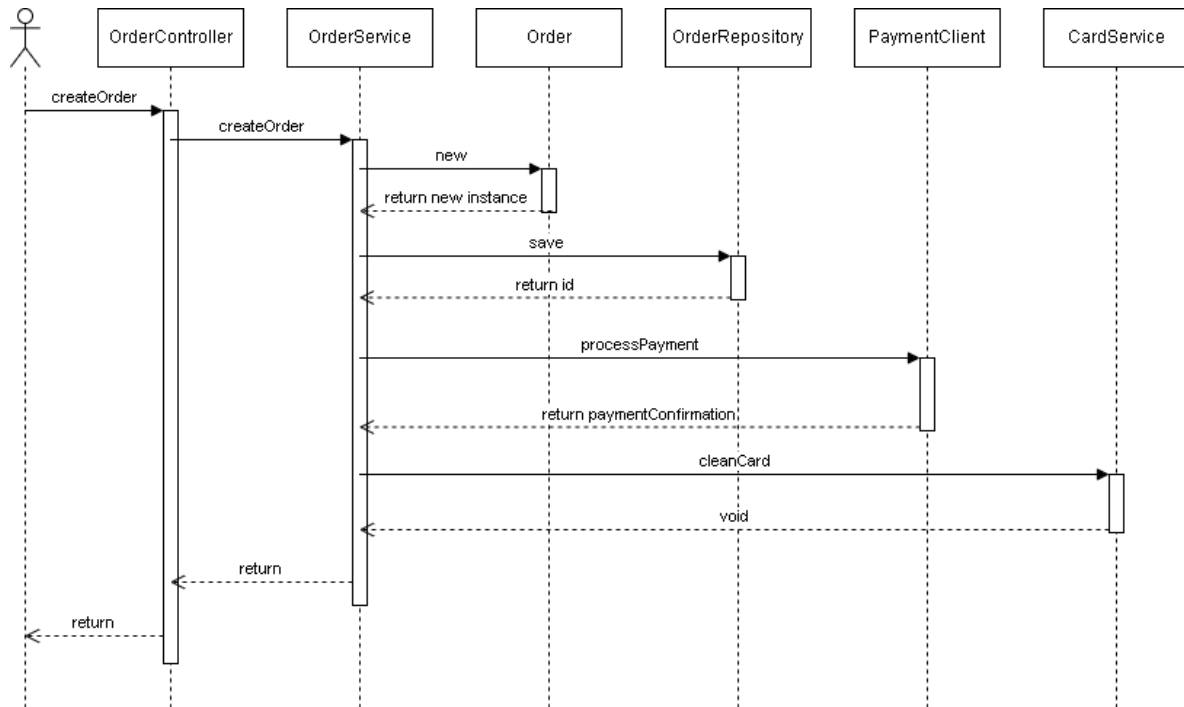 OrderController
OrderService
Order
OrderRepository
PaymentClient
CardService
createOrder
createOrder
new
return new instance
save
return id
processPayment
return paymentConfirmation
cleanCard
void
return
return